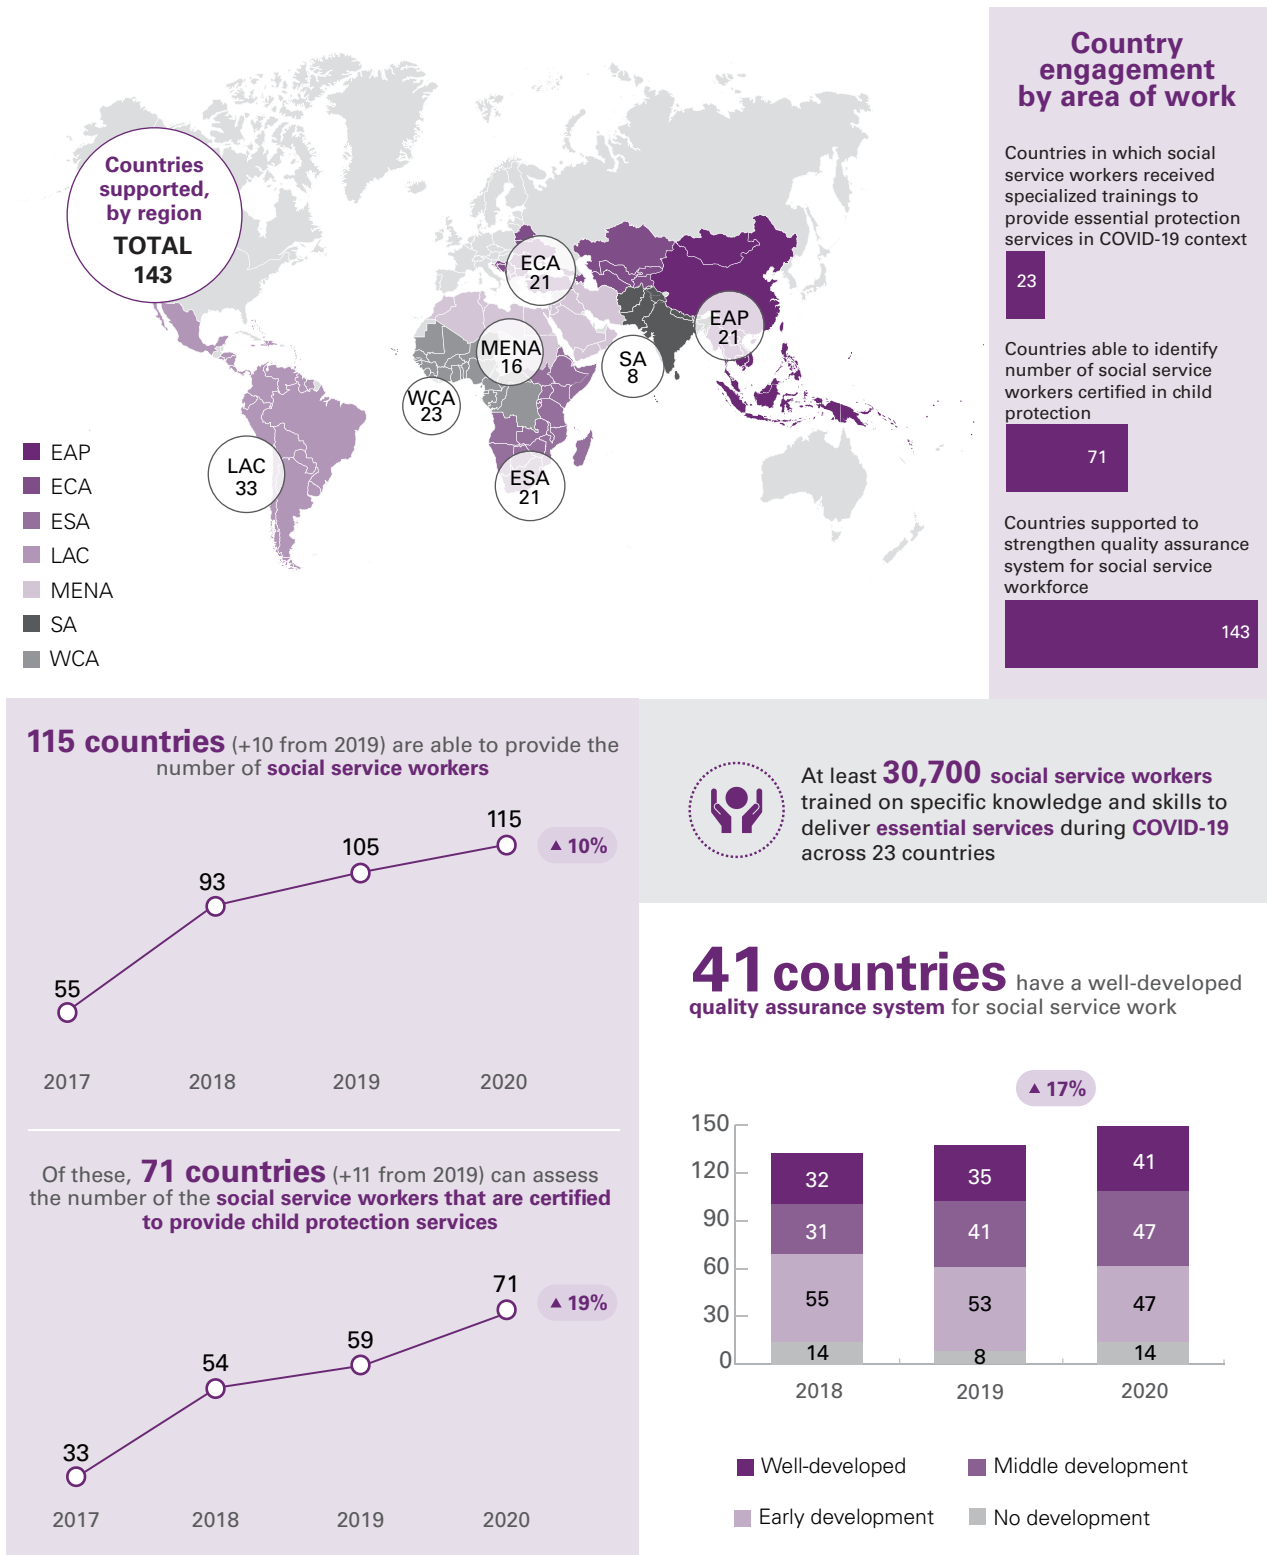 Countries
supported,
by region
TOTAL
143
ECA
21
EAP
21
MENA
16
SA
8
WCA
23
LAC
33
ESA
21
EAP
ECA
ESA
LAC
MENA
SA
WCA
Country
engagement
by area of work
Countries in which social
service workers received
specialized trainings to
provide essential protection
services in COVID-19 context
23
Countries able to identify
number of social service
workers certified in child
protection
71
Countries supported to
strengthen quality assurance
system for social service
workforce
143
115 countries (+10 from 2019) are able to provide the
number of social service workers
115
105
93
55
▲ 10%
2017 2018 2019 2020
Of these, 71 countries (+11 from 2019) can assess
the number of the social service workers that are certified
to provide child protection services
71
59
54
33
▲ 19%
2017 2018 2019 2020
At least 30,700 social service workers
trained on specific knowledge and skills to
deliver essential services during COVID-19
across 23 countries
41 countries have a well-developed
quality assurance system for social service work
▲ 17%
150
120
90
60
30
0
32
31
55
14
35
41
53
8
41
47
47
14
2018 2019 2020
Well-developed
Middle development
Early development
No development